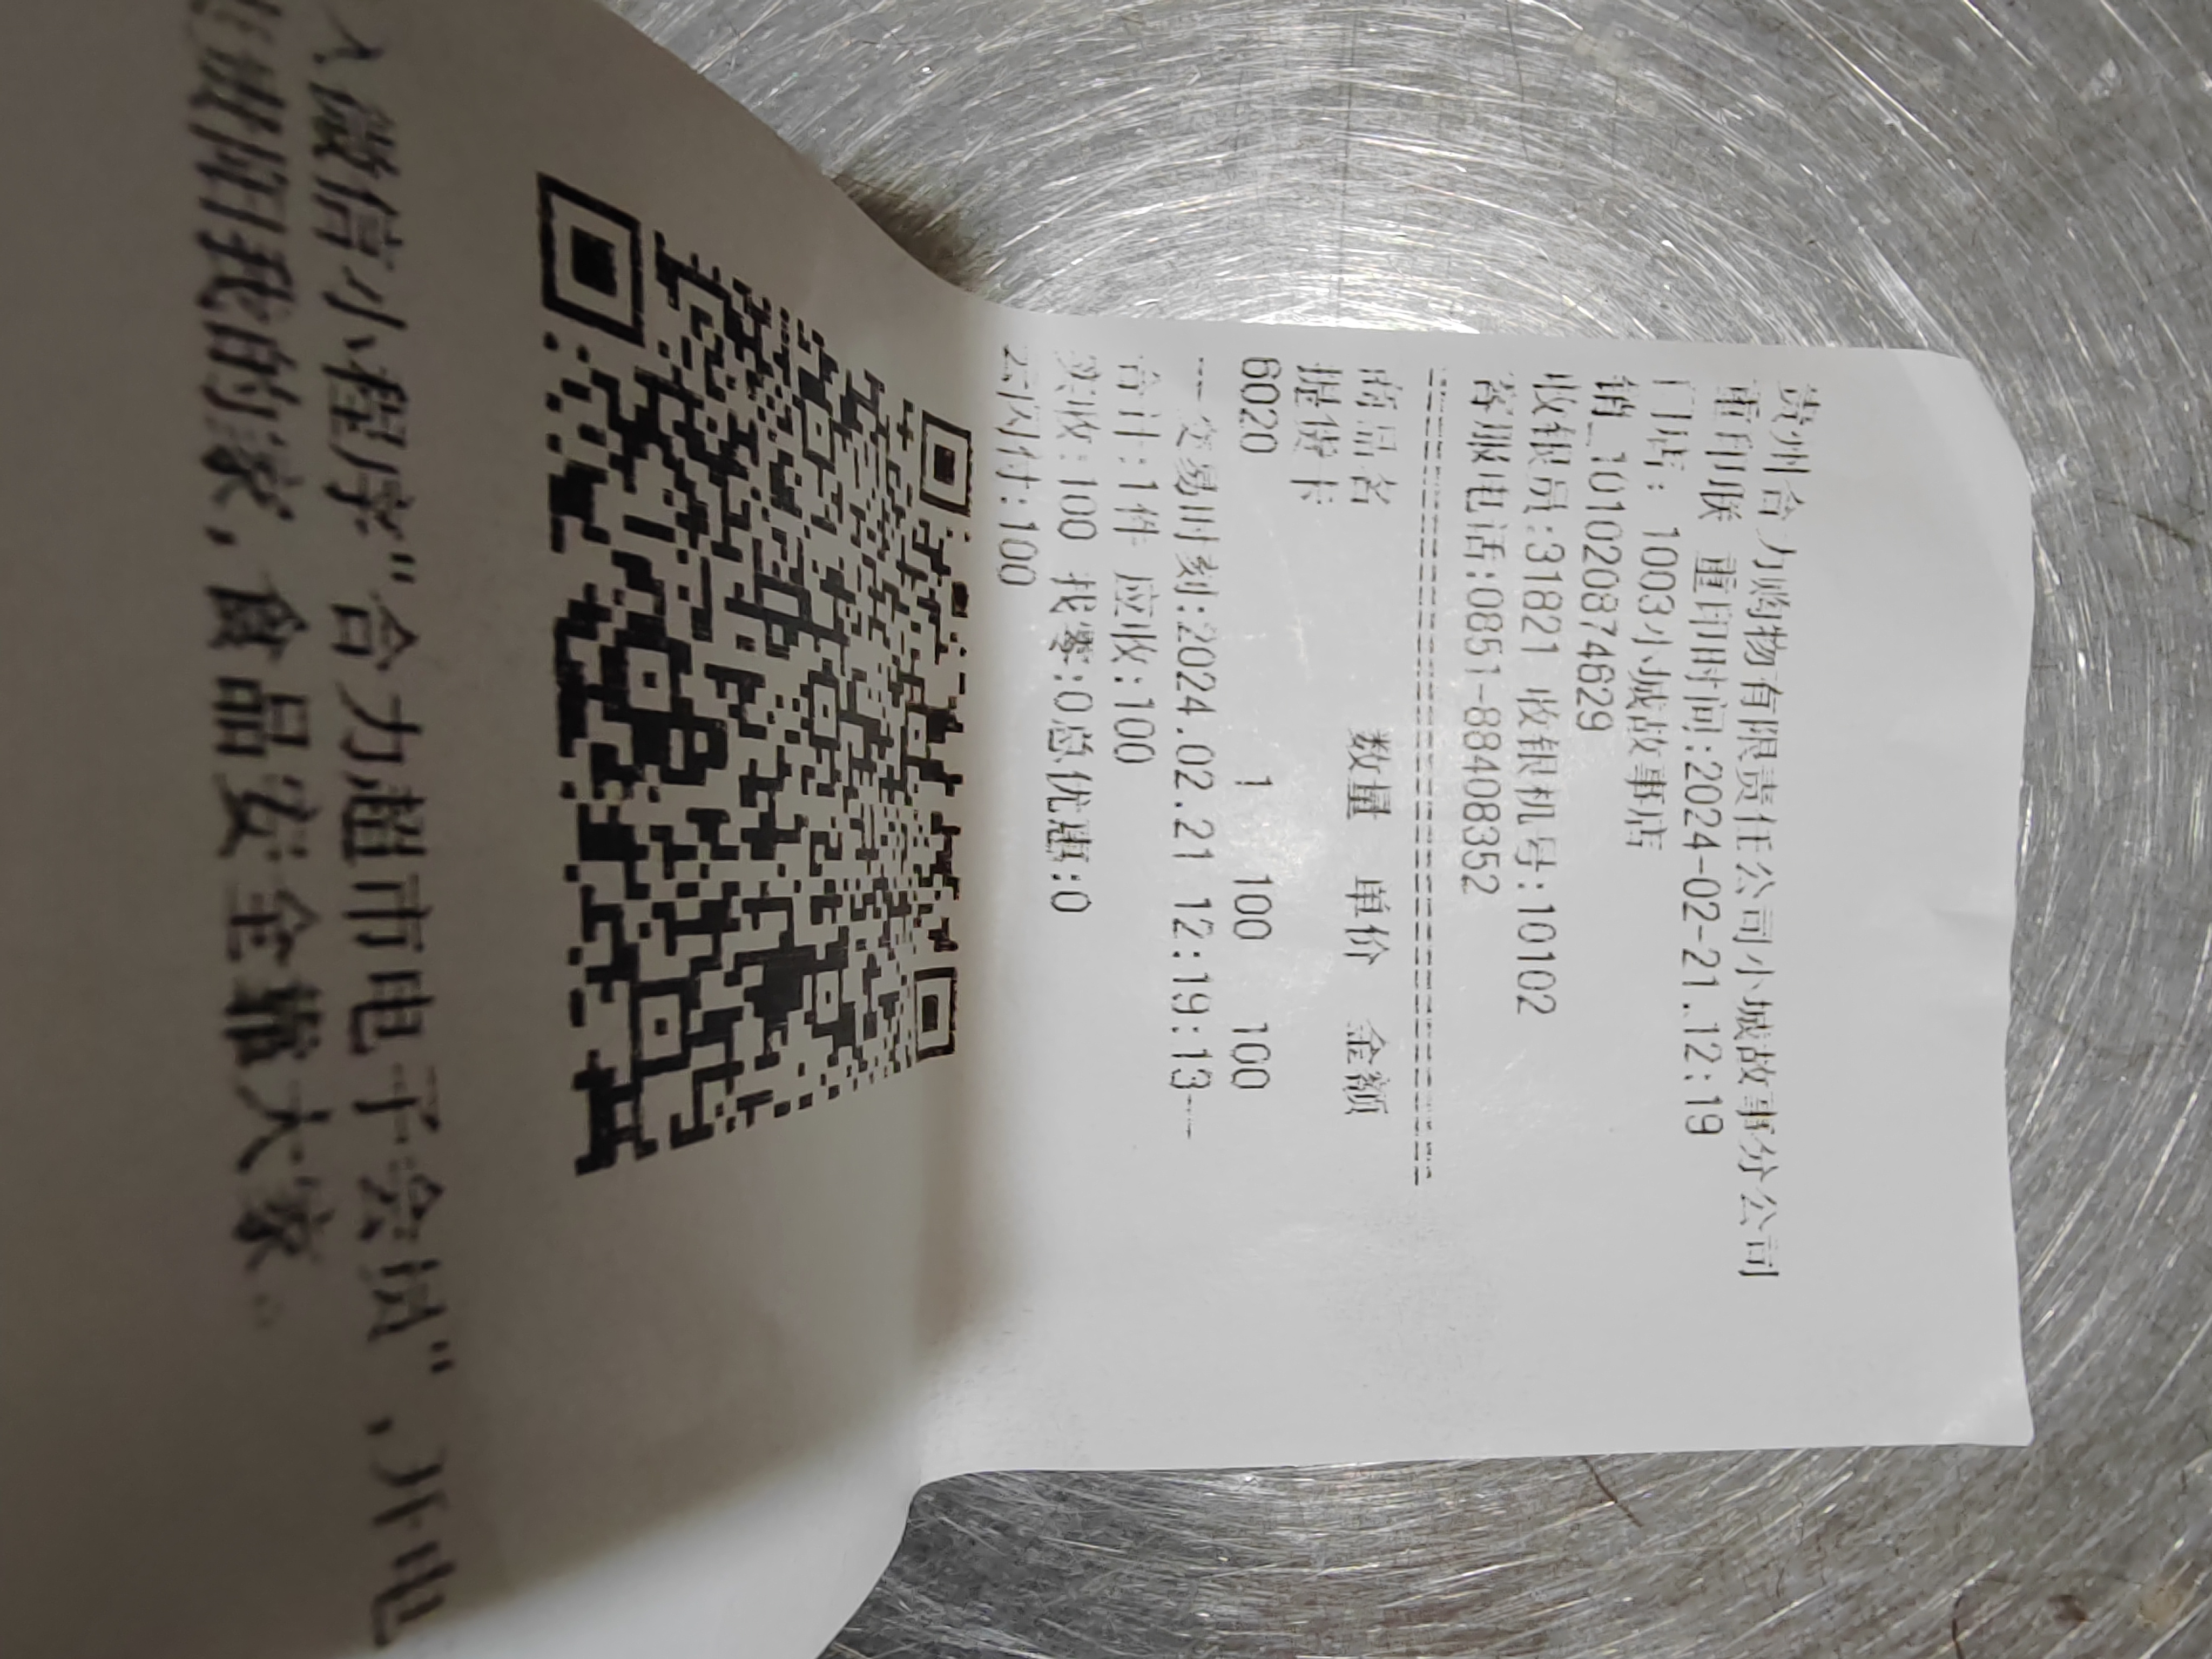 贵州合力购物有限责任公司小城故事分公司
重印联 重印时间:2024-02-21.12:19
门店: 1003小城故事店
销_101020874629
收银员:31821 收银机号:10102
客服电话:0851-88408352
商品名 数量 单价 金额
提货卡
6020 1 100 100
---交易时刻:2024.02.21 12:19:13---
合计:1件 应收:100
实收:100 找零:0总优惠:0
云闪付:100
入微信小程序"合力超市电子会员",开电
我的家,食品安全靠大家。